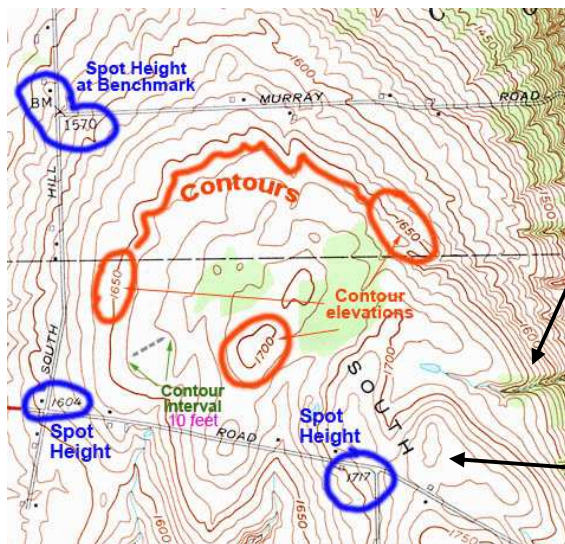 C
1600
1450
Spot Height
at Benchmark
BM
1570
MURRAY
ROAD
HILL
Contours
1650
1650
Contour
elevations
1700
1700
Contour
Interval
10 feet
SOUTH
SOUTH
1604
Spot
Height
ROAD
Spot
Height
1717
1650
1750